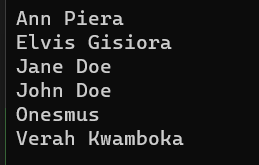 Ann Piera
Elvis Gisiora
Jane Doe
John Doe
Onesmus
Verah Kwamboka